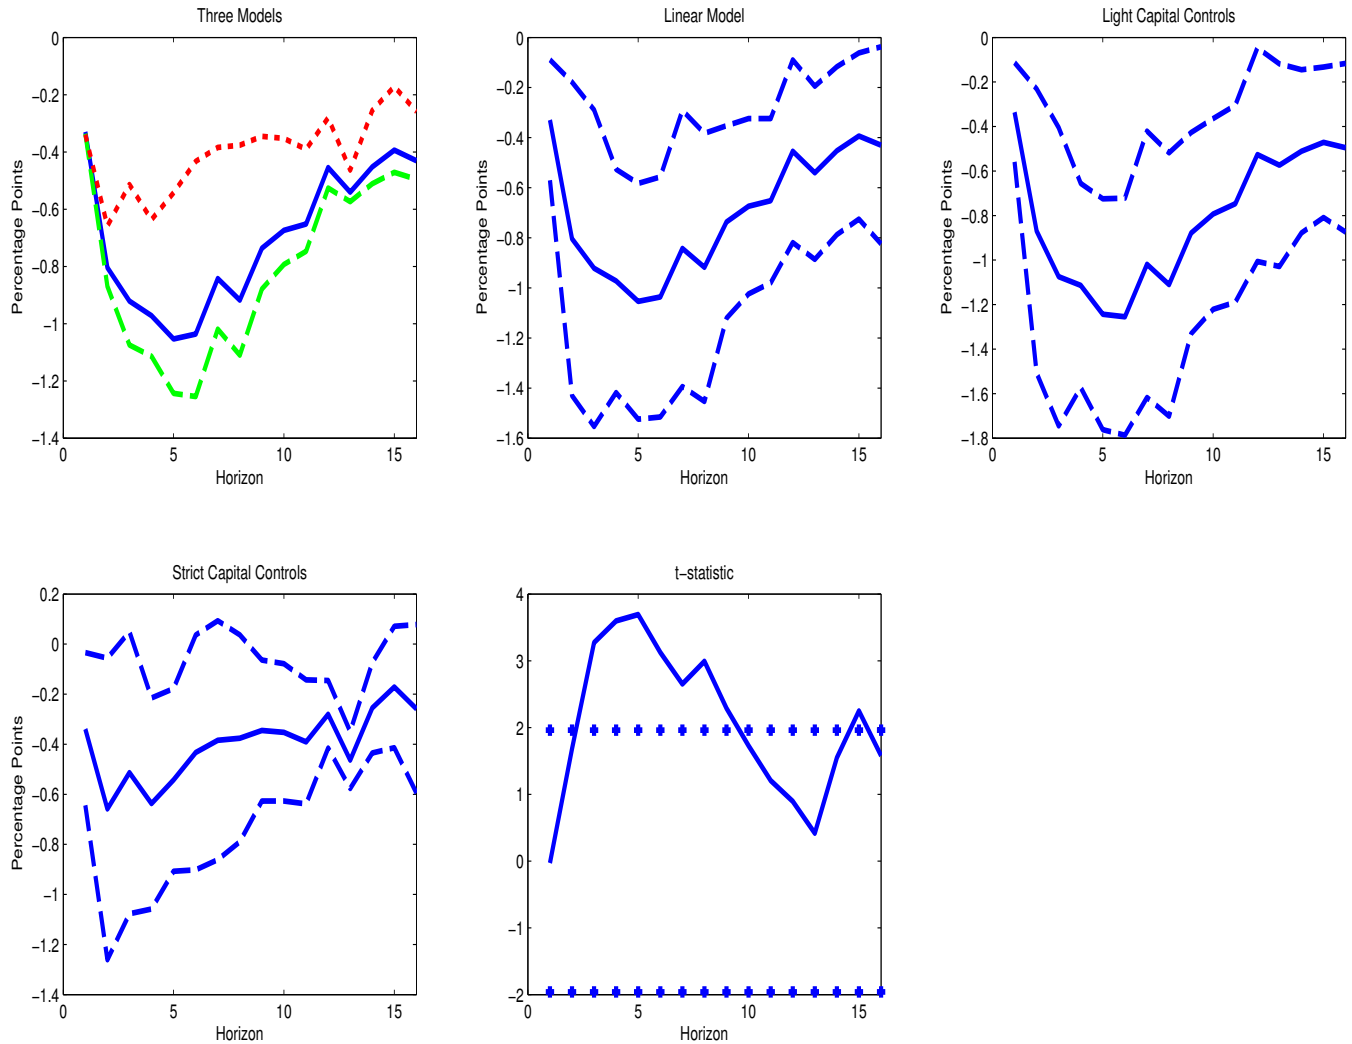 Three Models
0
−0.2
−0.4
−0.6
−0.8
−1
−1.2
−1.4
0 5 10 15
Percentage Points
Horizon
Linear Model
0
−0.2
−0.4
−0.6
−0.8
−1
−1.2
−1.4
−1.6
0 5 10 15
Percentage Points
Horizon
Light Capital Controls
0
−0.2
−0.4
−0.6
−0.8
−1
−1.2
−1.4
−1.6
−1.8
0 5 10 15
Percentage Points
Horizon
Strict Capital Controls
0.2
0
−0.2
−0.4
−0.6
−0.8
−1
−1.2
−1.4
0 5 10 15
Percentage Points
Horizon
t−statistic
4
3
2
1
0
−1
−2
0 5 10 15
Horizon